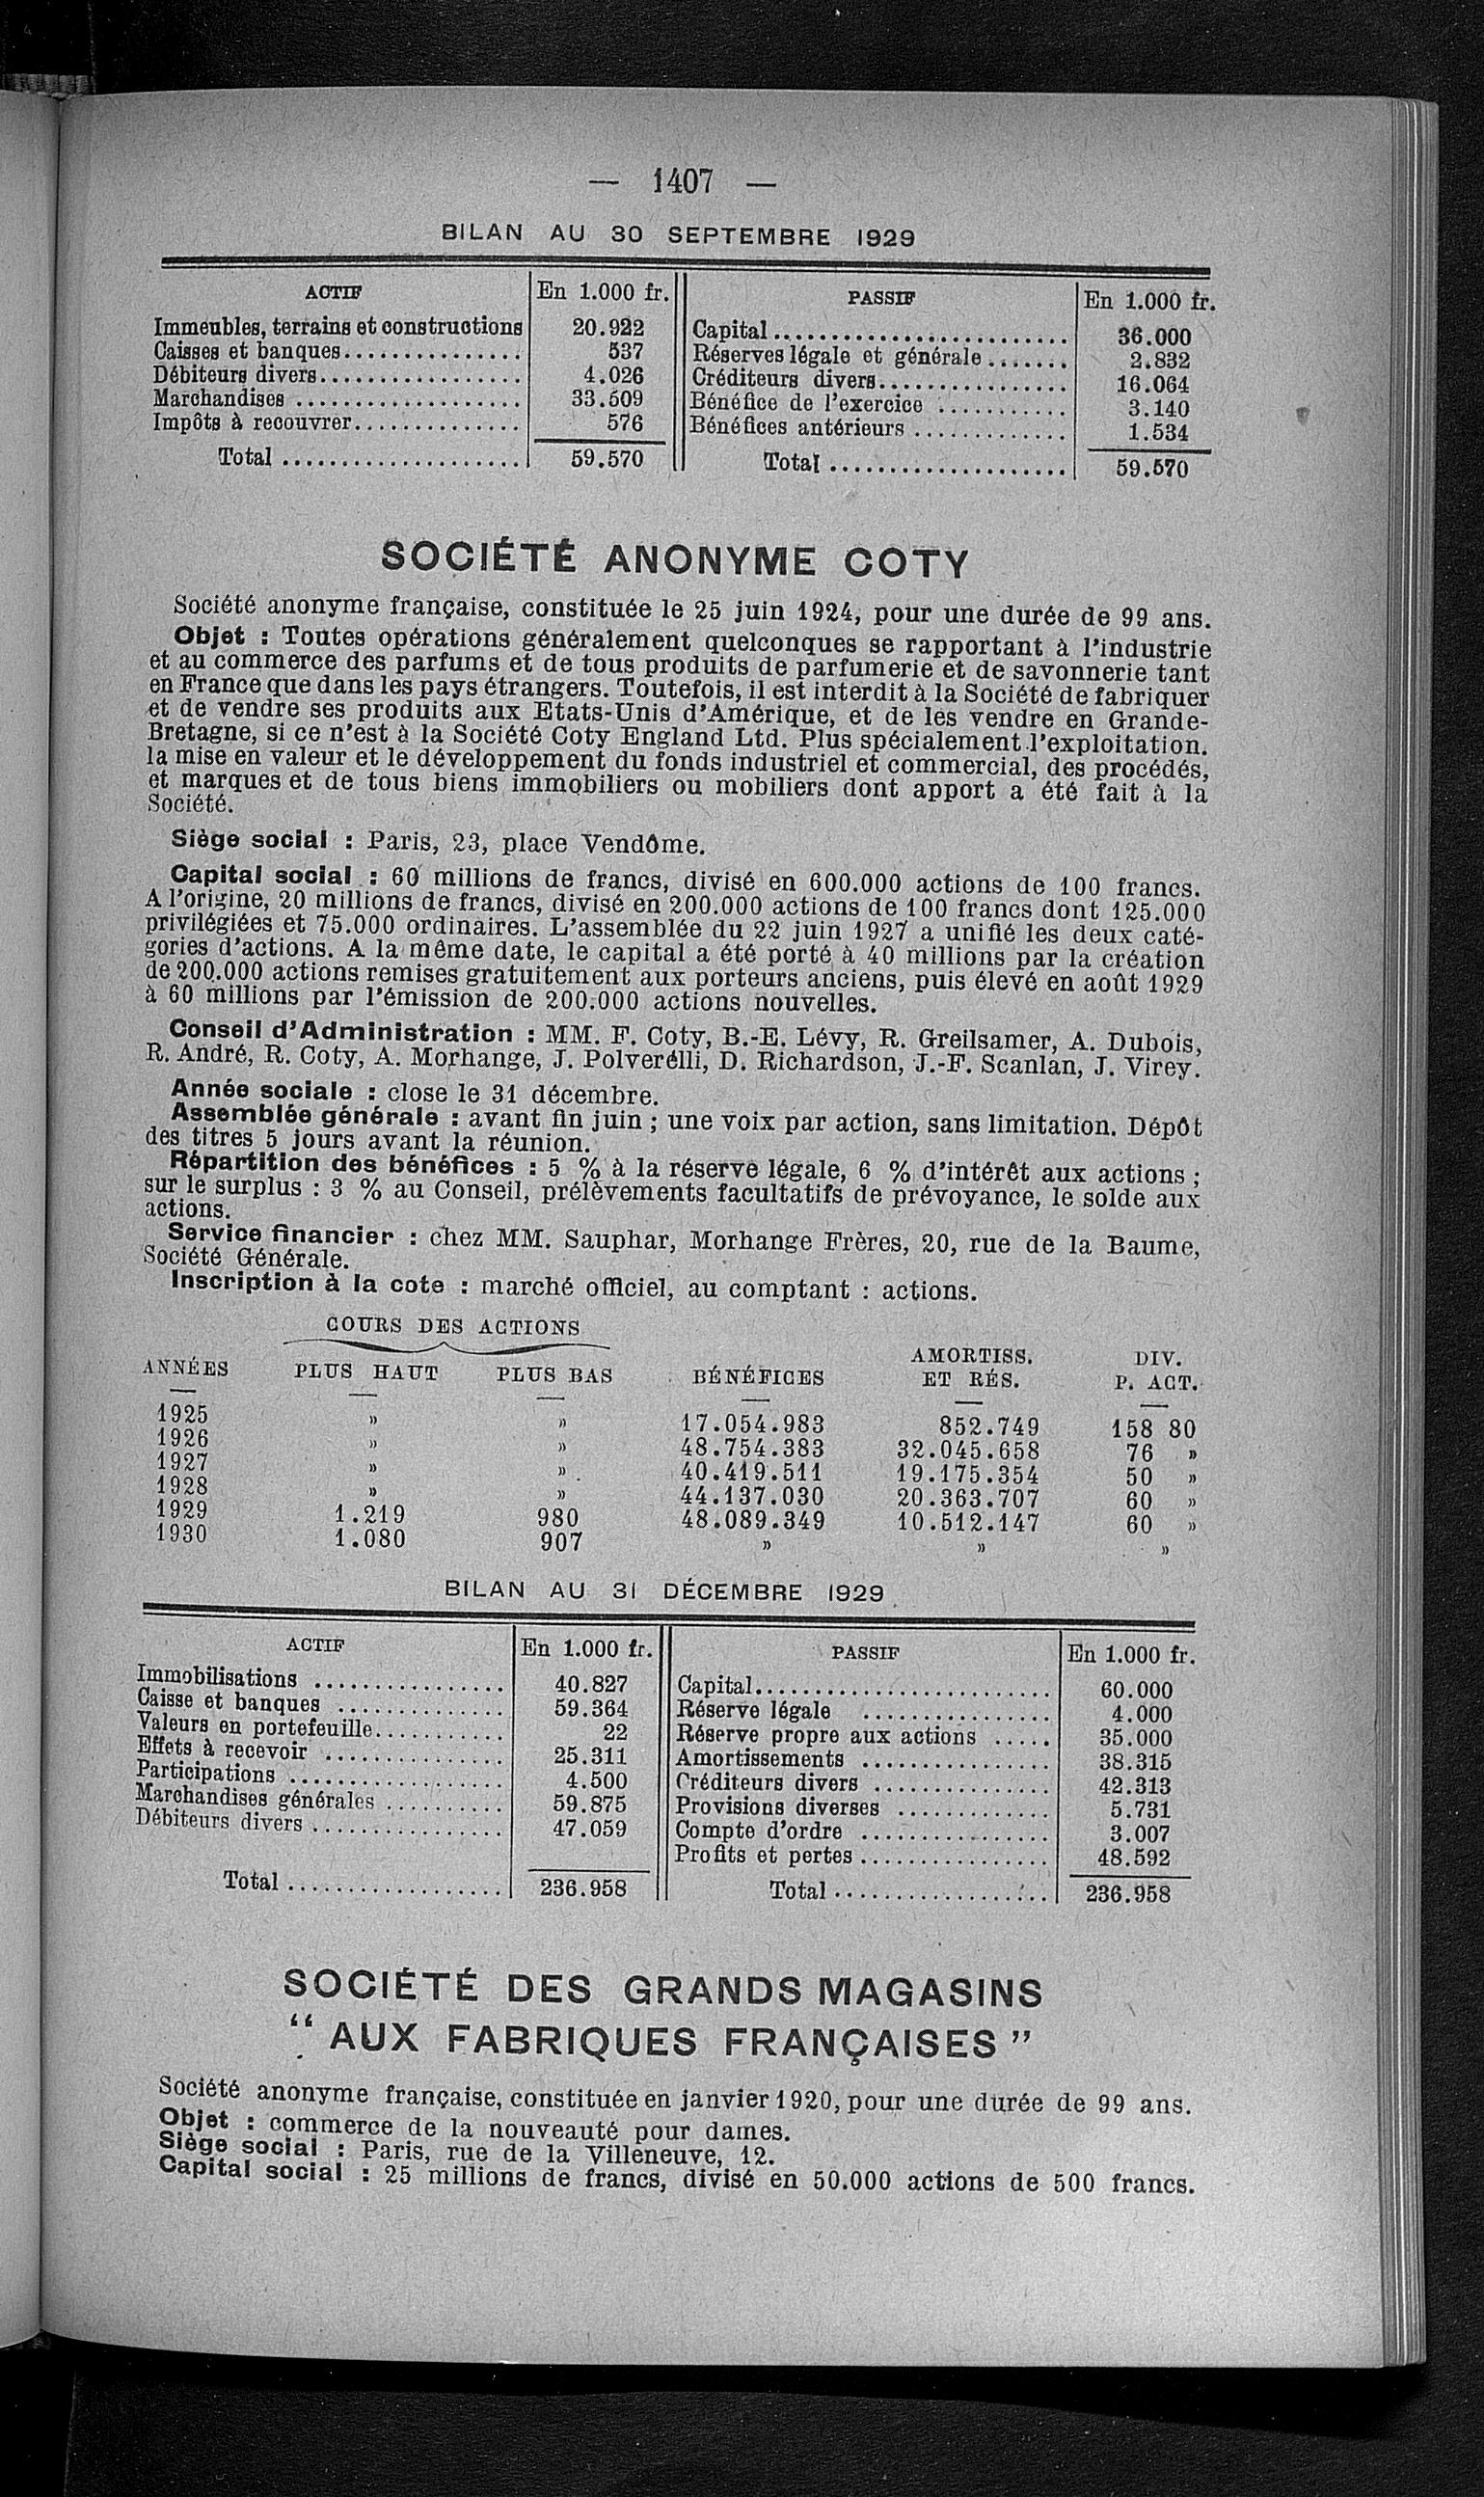 — 1407 —
BILAN AU 30 SEPTEMBRE 1929
ACTIF En 1.000 fr. PASSIF En 1.000 fr.
Immeubles, terrains et constructions 20.922 Capital......................... 36.000
Caisses et banques............... 537 Réserves légale et générale....... 2.832
Débiteurs divers................. 4.026 Créditeurs divers................ 16.064
Marchandises................... 33.509 Bénéfice de l'exercice........... 3.140
Impôts à recouvrer.............. 576 Bénéfices antérieurs............. 1.534
Total.................... 59.570 Total.................... 59.570
SOCIÉTÉ ANONYME COTY
Société anonyme française, constituée le 25 juin 1924, pour une durée de 99 ans.
Objet : Toutes opérations généralement quelconques se rapportant à l'industrie
et au commerce des parfums et de tous produits de parfumerie et de savonnerie tant
en France que dans les pays étrangers. Toutefois, il est interdit à la Société de fabriquer
et de vendre ses produits aux Etats-Unis d'Amérique, et de les vendre en Grande-
Bretagne, si ce n'est à la Société Coty England Ltd. Plus spécialement l'exploitation.
la mise en valeur et le développement du fonds industriel et commercial, des procédés,
et marques et de tous biens immobiliers ou mobiliers dont apport a été fait à la
Société.
Siège social : Paris, 23, place Vendôme.
Capital social : 60 millions de francs, divisé en 600.000 actions de 100 francs.
A l'origine, 20 millions de francs, divisé en 200.000 actions de 100 francs dont 125.000
privilégiées et 75.000 ordinaires. L'assemblée du 22 juin 1927 a unifié les deux caté-
gories d'actions. A la même date, le capital a été porté à 40 millions par la création
de 200.000 actions remises gratuitement aux porteurs anciens, puis élevé en août 1929
à 60 millions par l'émission de 200.000 actions nouvelles.
Conseil d'Administration : MM. F. Coty, B.-E. Lévy, R. Greilsamer, A. Dubois,
R. André, R. Coty, A. Morhange, J. Polverélli, D. Richardson, J.-F. Scanlan, J. Virey.
Année sociale : close le 31 décembre.
Assemblée générale : avant fin juin ; une voix par action, sans limitation. Dépôt
des titres 5 jours avant la réunion.
Répartition des bénéfices : 5 % à la réserve légale, 6 % d'intérêt aux actions ;
sur le surplus : 3 % au Conseil, prélèvements facultatifs de prévoyance, le solde aux
actions.
Service financier : chez MM. Sauphar, Morhange Frères, 20, rue de la Baume,
Société Générale.
Inscription à la cote : marché officiel, au comptant : actions.
COURS DES ACTIONS
ANNÉES PLUS HAUT PLUS BAS BÉNÉFICES AMORTISS. ET RÉS. DIV. P. ACT.
1925 » » 17.054.983 852.749 158 80
1926 » » 48.754.383 32.045.658 76 »
1927 » » 40.419.511 19.175.354 50 »
1928 » » 44.137.030 20.363.707 60 »
1929 1.219 980 48.089.349 10.512.147 60 »
1930 1.080 907 » » »
BILAN AU 31 DÉCEMBRE 1929
ACTIF En 1.000 fr. PASSIF En 1.000 fr.
Immobilisations................ 40.827 Capital......................... 60.000
Caisse et banques.............. 59.364 Réserve légale................ 4.000
Valeurs en portefeuille........... 22 Réserve propre aux actions..... 35.000
Effets à recevoir............... 25.311 Amortissements................ 38.315
Participations.................. 4.500 Créditeurs divers............... 42.313
Marchandises générales.......... 59.875 Provisions diverses............. 5.731
Débiteurs divers................ 47.059 Compte d'ordre................ 3.007
Profits et pertes................ 48.592
Total.................. 236.958 Total.................. 236.958
SOCIÉTÉ DES GRANDS MAGASINS
“ AUX FABRIQUES FRANÇAISES ”
Société anonyme française, constituée en janvier 1920, pour une durée de 99 ans.
Objet : commerce de la nouveauté pour dames.
Siège social : Paris, rue de la Villeneuve, 12.
Capital social : 25 millions de francs, divisé en 50.000 actions de 500 francs.